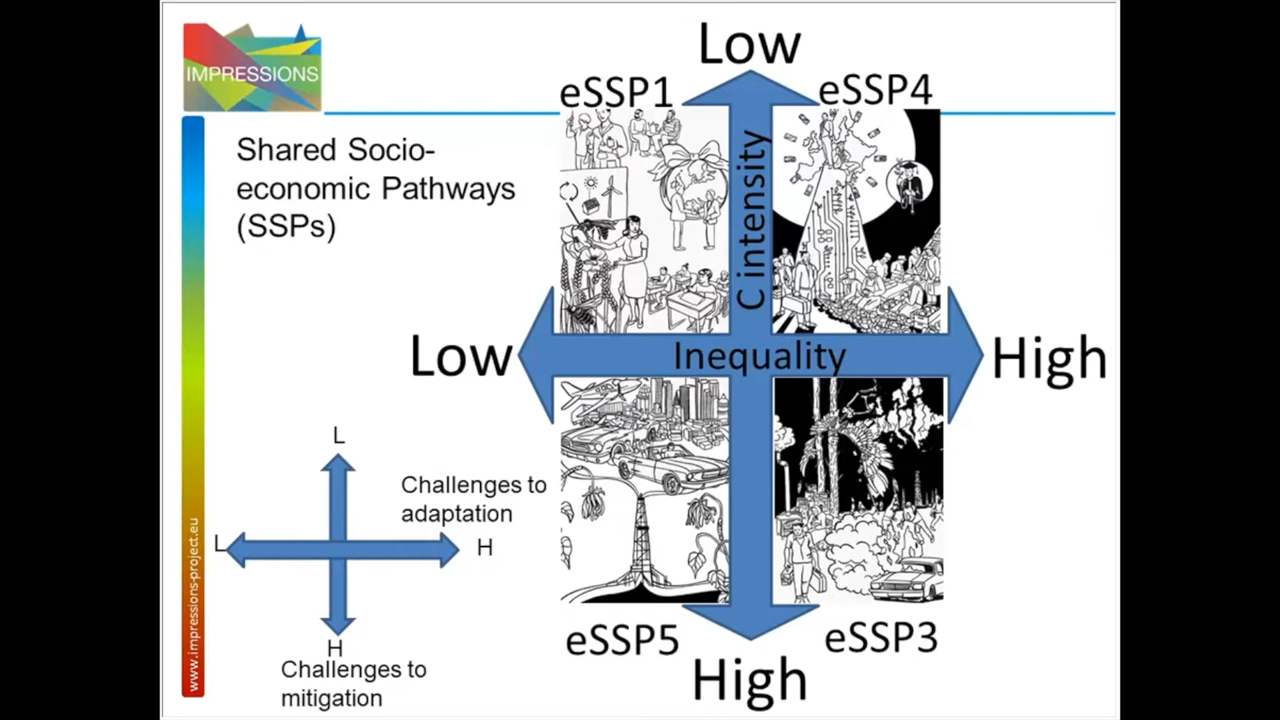 IMPRESSIONS
Shared Socio-
economic Pathways
(SSPs)
Low
eSSP1
eSSP4
C intensity
Low
Inequality
High
eSSP5
eSSP3
High
L
Challenges to
adaptation
L
H
H
Challenges to
mitigation
www.impressions-project.eu